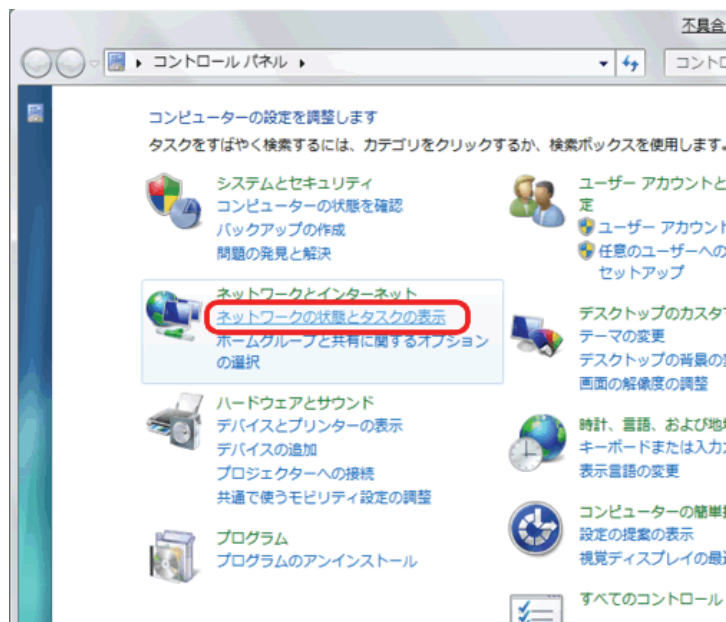 不具合
コントロール パネル
コントロ
コンピューターの設定を調整します
タスクをすばやく検索するには、カテゴリをクリックするか、検索ボックスを使用します。
システムとセキュリティ
コンピューターの状態を確認
バックアップの作成
問題の発見と解決
ネットワークとインターネット
ネットワークの状態とタスクの表示
ホームグループと共有に関するオプション
の選択
ハードウェアとサウンド
デバイスとプリンターの表示
デバイスの追加
プロジェクターへの接続
共通で使うモビリティ設定の調整
プログラム
プログラムのアンインストール
ユーザー アカウントと
定
ユーザー アカウント
任意のユーザーへの
セットアップ
デスクトップのカスタ
テーマの変更
デスクトップの背景の
画面の解像度の調整
時計、言語、および地
キーボードまたは入力
表示言語の変更
コンピューターの簡単
設定の提案の表示
視覚ディスプレイの最
すべてのコントロール